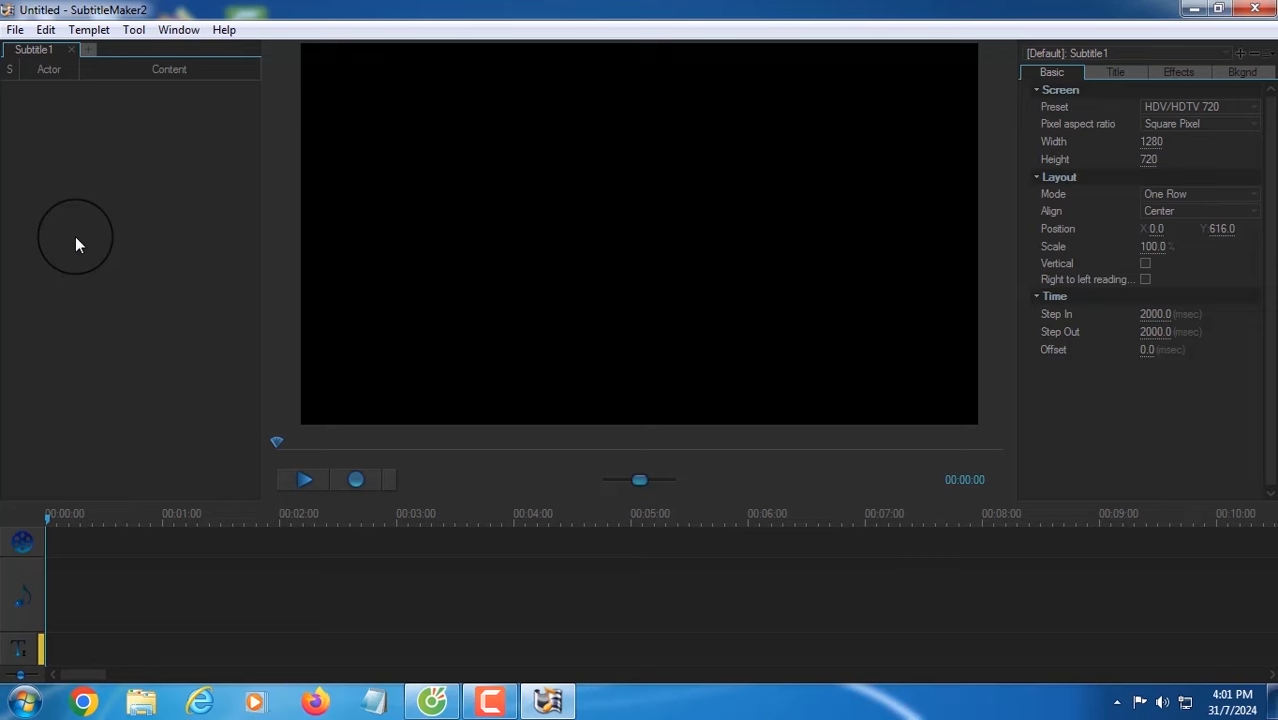 Untitled - SubtitleMaker2
File Edit Templet Tool Window Help
Subtitle1
S Actor Content
[Default]: Subtitle1
Basic Title Effects Bkgnd
Screen
Preset HDV/HDTV 720
Pixel aspect ratio Square Pixel
Width 1280
Height 720
Layout
Mode One Row
Align Center
Position X 0.0 Y 616.0
Scale 100.0 %
Vertical
Right to left reading...
Time
Step In 2000.0 (msec)
Step Out 2000.0 (msec)
Offset 0.0 (msec)
00:00:00
00:00:00 00:01:00 00:02:00 00:03:00 00:04:00 00:05:00 00:06:00 00:07:00 00:08:00 00:09:00 00:10:00
4:01 PM
31/7/2024